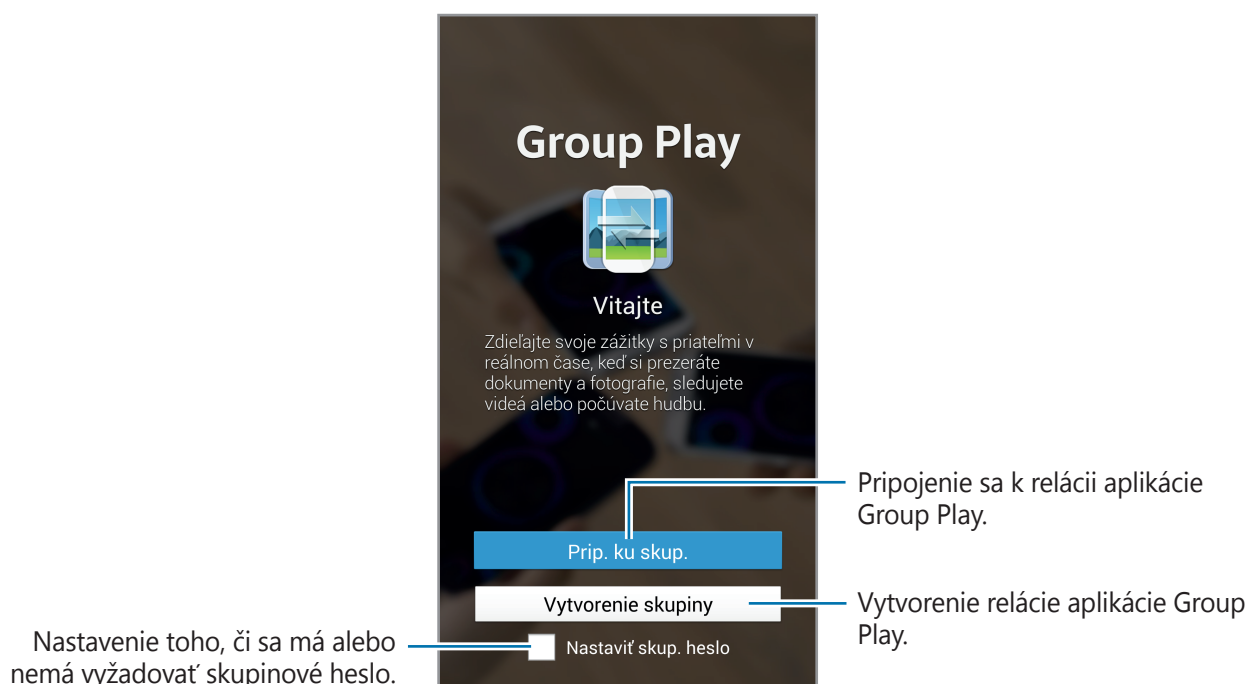 Group Play
Vitajte
Zdieľajte svoje zážitky s priateľmi v
reálnom čase, keď si prezeráte
dokumenty a fotografie, sledujete
videá alebo počúvate hudbu.
Pripojenie sa k relácii aplikácie
Group Play.
Prip. ku skup.
Vytvorenie skupiny
Vytvorenie relácie aplikácie Group
Play.
Nastavenie toho, či sa má alebo
nemá vyžadovať skupinové heslo.
Nastaviť skup. heslo